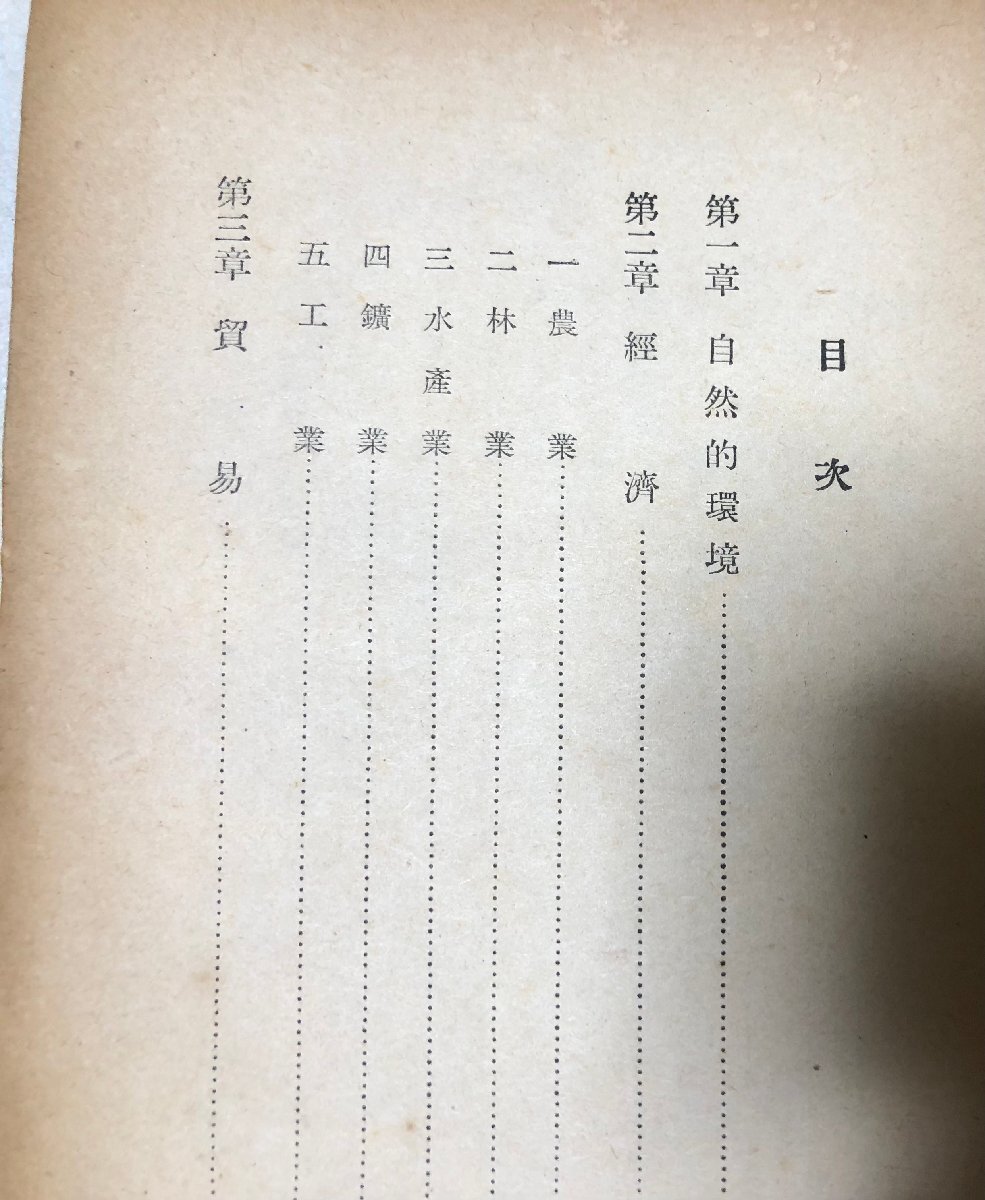 目次
第一章 自然的環境
第二章 經濟
一 農業
二 林業
三 水產業
四 鑛業
五 工業
第三章 貿易